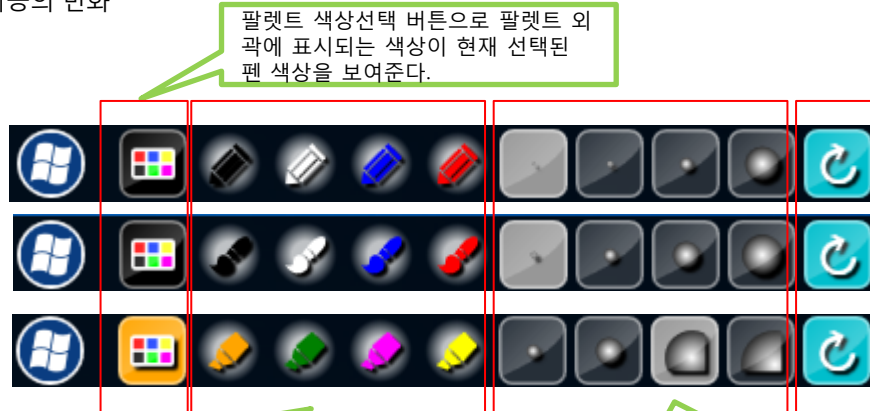 팔렛트 색상선택 버튼으로 팔렛트 외
곽에 표시되는 색상이 현재 선택된
펜 색상을 보여준다.